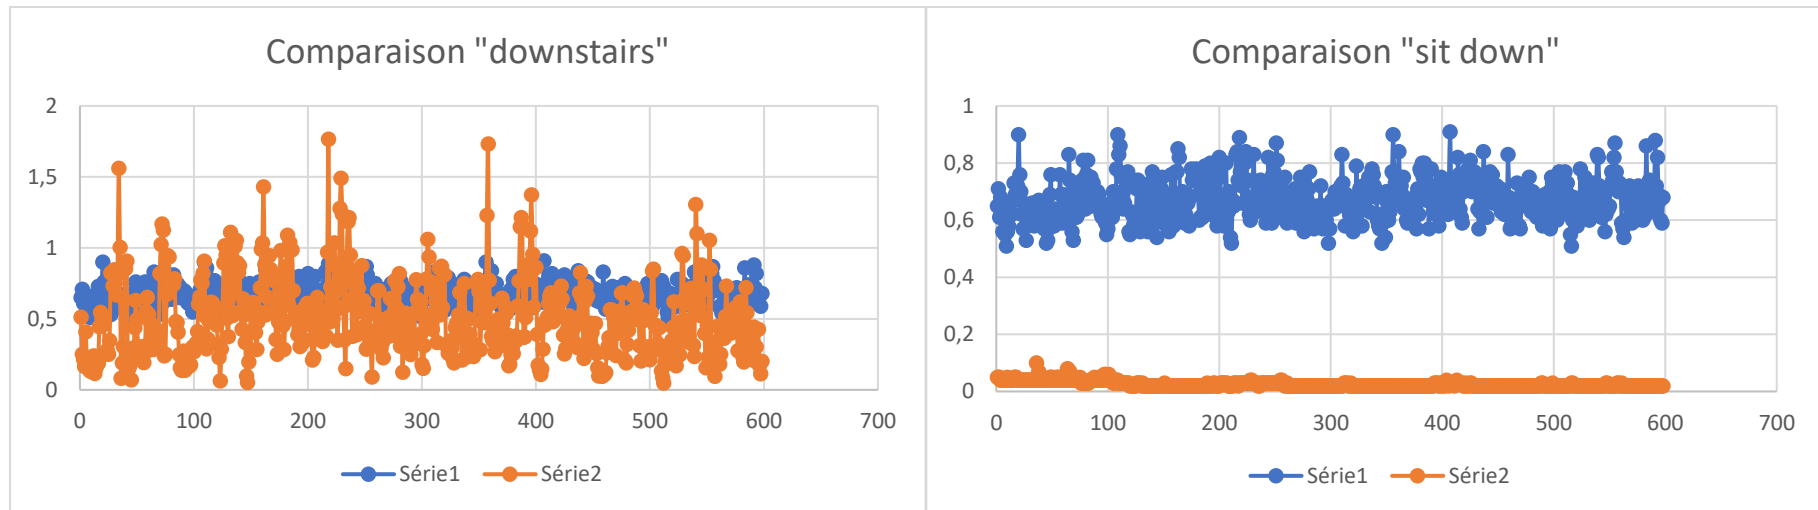 Comparaison "downstairs"
2
1,5
1
0,5
0
0 100 200 300 400 500 600 700
Série1 Série2
Comparaison "sit down"
1
0,8
0,6
0,4
0,2
0
0 100 200 300 400 500 600 700
Série1 Série2